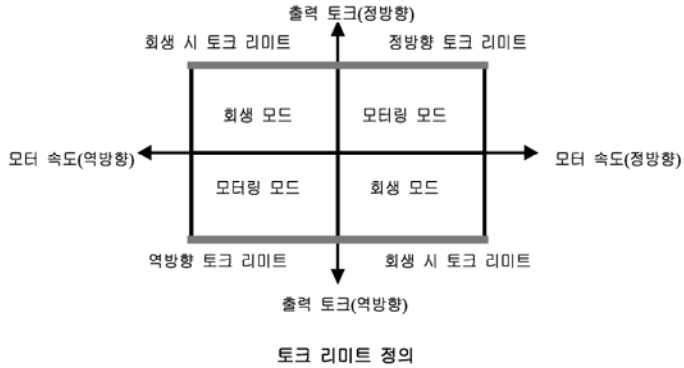 출력 토크(정방향)
회생 시 토크 리미트
정방향 토크 리미트
회생 모드
모터링 모드
모터 속도(역방향)
모터 속도(정방향)
모터링 모드
회생 모드
역방향 토크 리미트
회생 시 토크 리미트
출력 토크(역방향)
토크 리미트 정의